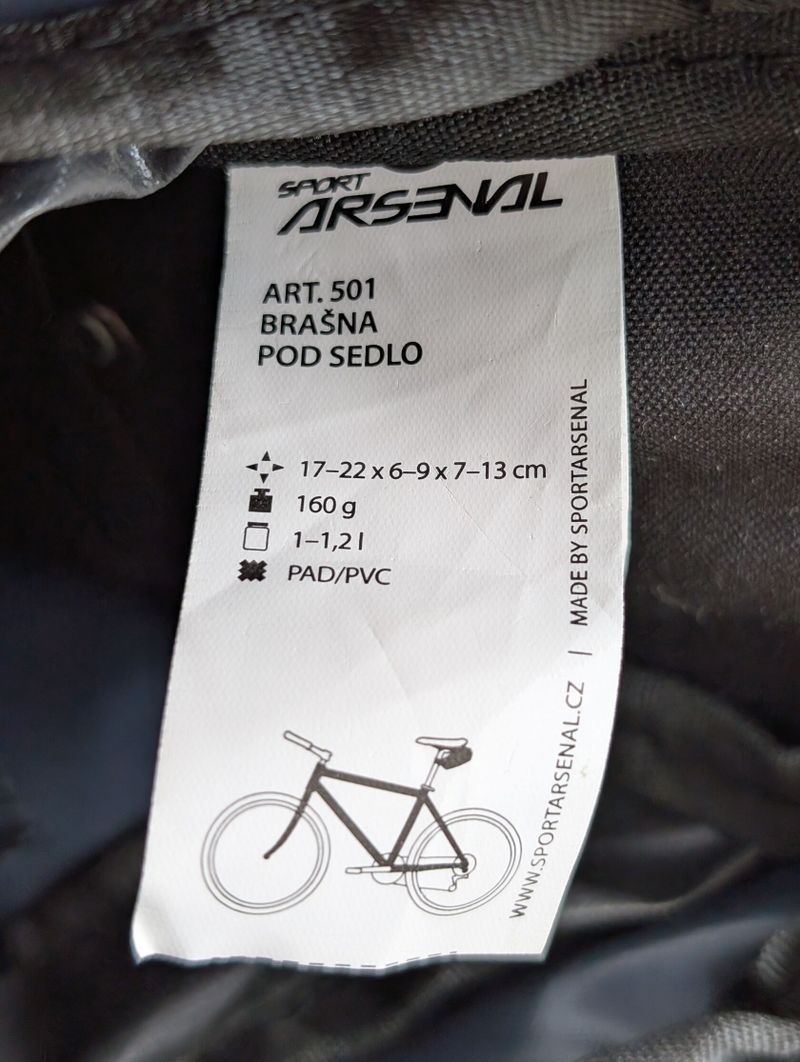 SPORT
ARSENAL
ART. 501
BRAŠNA
POD SEDLO
17–22 x 6–9 x 7–13 cm
160 g
1–1,2 l
PAD/PVC
WWW.SPORTARSENAL.CZ | MADE BY SPORTARSENAL